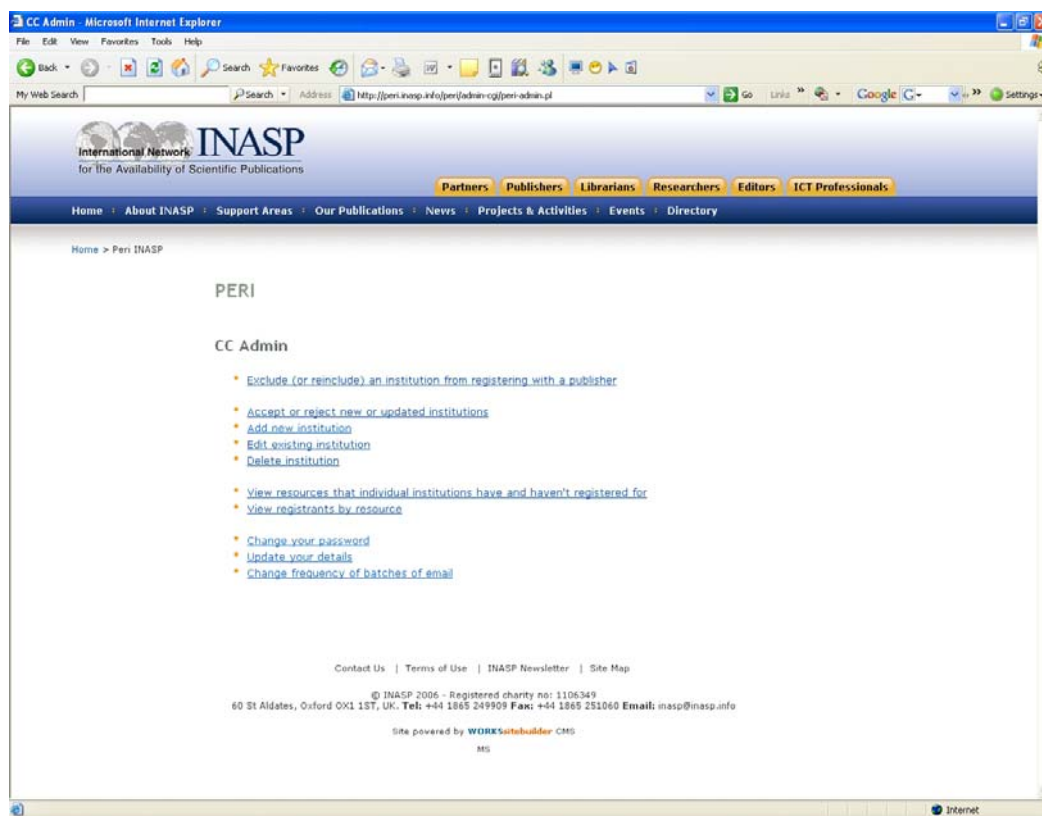 CC Admin - Microsoft Internet Explorer
File Edit View Favorites Tools Help
Back Search Favorites
My Web Search Search Address http://peri.inasp.info/peri/admin-cgi/peri-admin.pl Go Links » Google G Settings
International Network INASP
for the Availability of Scientific Publications
Partners Publishers Librarians Researchers Editors ICT Professionals
Home About INASP Support Areas Our Publications News Projects & Activities Events Directory
Home > Peri INASP
PERI
CC Admin
Exclude (or reinclude) an institution from registering with a publisher
Accept or reject new or updated institutions
Add new institution
Edit existing institution
Delete institution
View resources that individual institutions have and haven't registered for
View registrants by resource
Change your password
Update your details
Change frequency of batches of email
Contact Us | Terms of Use | INASP Newsletter | Site Map
© INASP 2006 - Registered charity no: 1106349
60 St Aldates, Oxford OX1 1ST, UK. Tel: +44 1865 249909 Fax: +44 1865 251060 Email: inasp@inasp.info
Site powered by WORKSsitebuilder CMS
MS
Internet